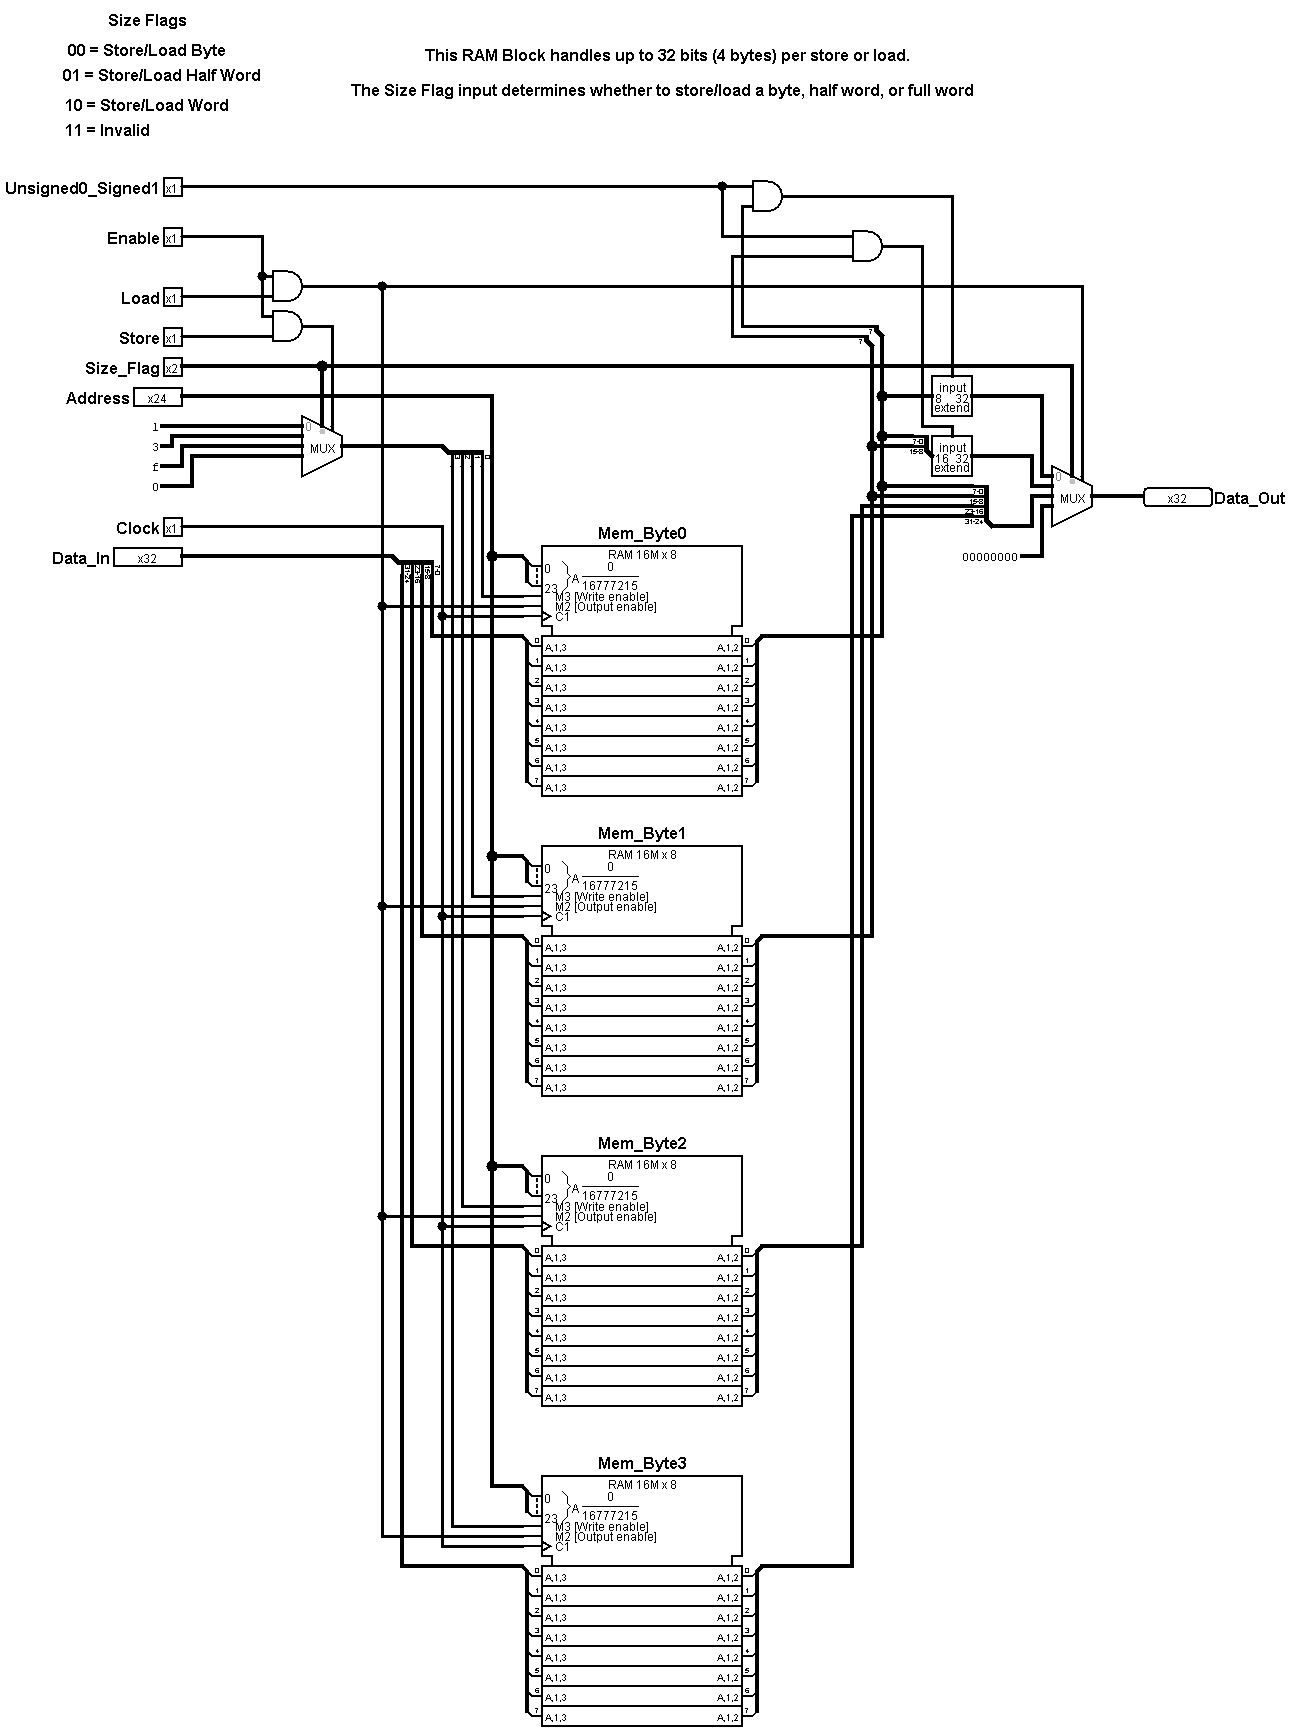 Size Flags
00 = Store/Load Byte
01 = Store/Load Half Word
10 = Store/Load Word
11 = Invalid
This RAM Block handles up to 32 bits (4 bytes) per store or load.
The Size Flag input determines whether to store/load a byte, half word, or full word
Unsigned0_Signed1 x1
Enable x1
Load x1
Store x1
Size_Flag x2
Address x24
1
3
f
0
0
MUX
3
2
1
0
Clock x1
Data_In x32
31-24
23-16
15-8
7-0
7
7
input
8 32
extend
7-0
15-8
input
16 32
extend
7-0
15-8
23-16
31-24
0
MUX
x32 Data_Out
00000000
Mem_Byte0
RAM 16M x 8
0
0
A
23
16777215
M3 [Write enable]
M2 [Output enable]
C1
0 A,1,3 A,1,2 0
1 A,1,3 A,1,2 1
2 A,1,3 A,1,2 2
3 A,1,3 A,1,2 3
4 A,1,3 A,1,2 4
5 A,1,3 A,1,2 5
6 A,1,3 A,1,2 6
7 A,1,3 A,1,2 7
Mem_Byte1
RAM 16M x 8
0
0
A
23
16777215
M3 [Write enable]
M2 [Output enable]
C1
0 A,1,3 A,1,2 0
1 A,1,3 A,1,2 1
2 A,1,3 A,1,2 2
3 A,1,3 A,1,2 3
4 A,1,3 A,1,2 4
5 A,1,3 A,1,2 5
6 A,1,3 A,1,2 6
7 A,1,3 A,1,2 7
Mem_Byte2
RAM 16M x 8
0
0
A
23
16777215
M3 [Write enable]
M2 [Output enable]
C1
0 A,1,3 A,1,2 0
1 A,1,3 A,1,2 1
2 A,1,3 A,1,2 2
3 A,1,3 A,1,2 3
4 A,1,3 A,1,2 4
5 A,1,3 A,1,2 5
6 A,1,3 A,1,2 6
7 A,1,3 A,1,2 7
Mem_Byte3
RAM 16M x 8
0
0
A
23
16777215
M3 [Write enable]
M2 [Output enable]
C1
0 A,1,3 A,1,2 0
1 A,1,3 A,1,2 1
2 A,1,3 A,1,2 2
3 A,1,3 A,1,2 3
4 A,1,3 A,1,2 4
5 A,1,3 A,1,2 5
6 A,1,3 A,1,2 6
7 A,1,3 A,1,2 7